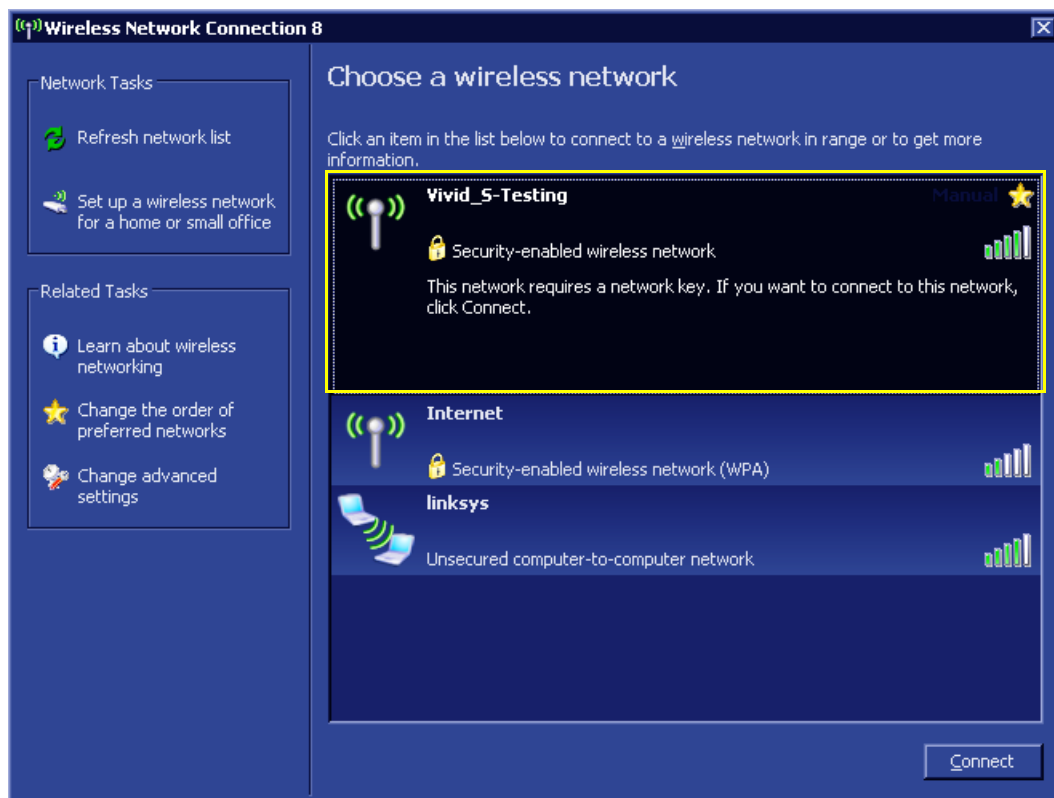 Wireless Network Connection 8
Network Tasks
Refresh network list
Set up a wireless network
for a home or small office
Related Tasks
Learn about wireless
networking
Change the order of
preferred networks
Change advanced
settings
Choose a wireless network
Click an item in the list below to connect to a wireless network in range or to get more
information.
Vivid_S-Testing
Manual
Security-enabled wireless network
This network requires a network key. If you want to connect to this network,
click Connect.
Internet
Security-enabled wireless network (WPA)
linksys
Unsecured computer-to-computer network
Connect